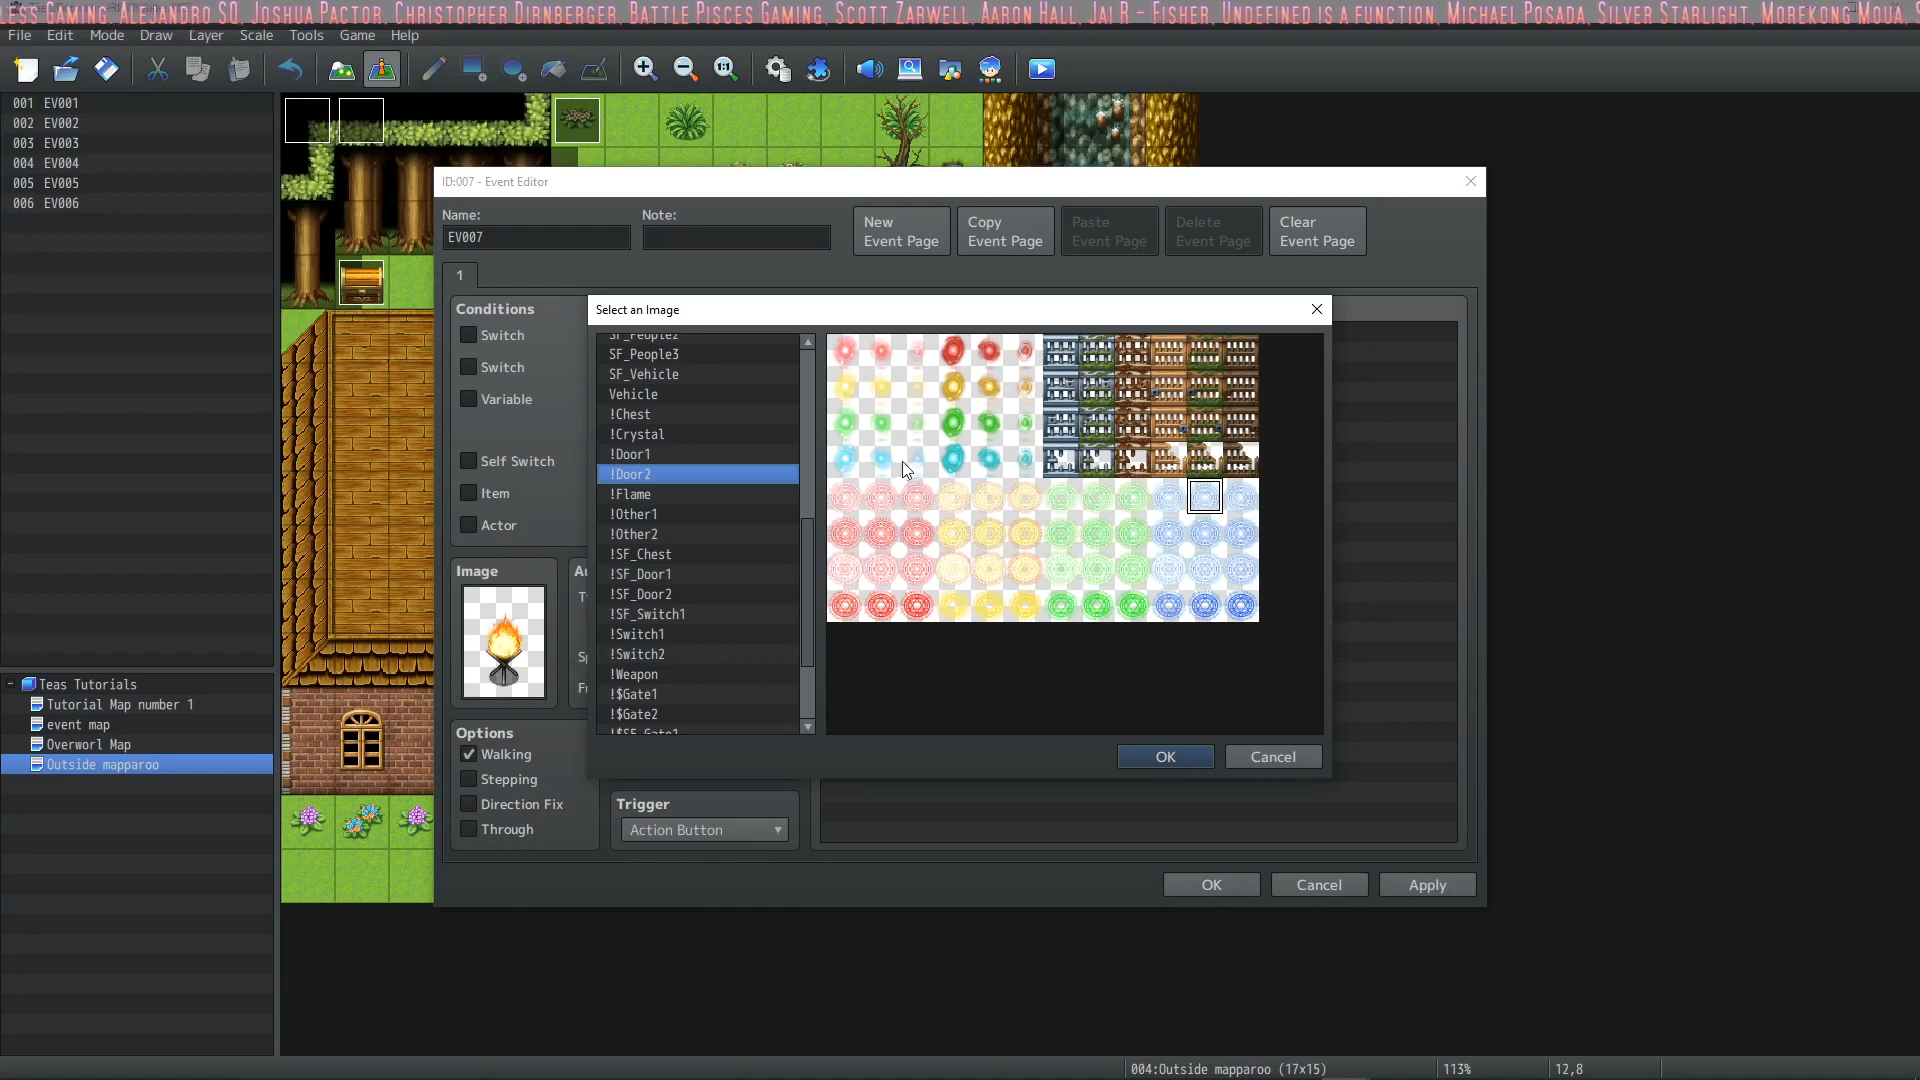 LESS GAMING, ALEJANDRO SQ, JOSHUA PACTOR, CHRISTOPHER DIRNBERGER, BATTLE PISCES GAMING, SCOTT ZARWELL, AARON HALL, JAI R - FISHER, UNDEFINED IS A FUNCTION, MICHAEL POSADA, SILVER STARLIGHT, MOREKONG MOUA,
File Edit Mode Draw Layer Scale Tools Game Help
001 EV001
002 EV002
003 EV003
004 EV004
005 EV005
006 EV006
ID:007 - Event Editor
Name:
Note:
EV007
New Event Page
Copy Event Page
Paste Event Page
Delete Event Page
Clear Event Page
1
Conditions
Switch
Switch
Variable
Self Switch
Item
Actor
Image
Options
Walking
Stepping
Direction Fix
Through
Trigger
Action Button
Select an Image
SF_People2
SF_People3
SF_Vehicle
Vehicle
!Chest
!Crystal
!Door1
!Door2
!Flame
!Other1
!Other2
!SF_Chest
!SF_Door1
!SF_Door2
!SF_Switch1
!Switch1
!Switch2
!Weapon
!$Gate1
!$Gate2
!$SF_Gate1
OK
Cancel
OK
Cancel
Apply
Teas Tutorials
Tutorial Map number 1
event map
Overworl Map
Outside mapparoo
004:Outside mapparoo (17x15)
113%
12,8